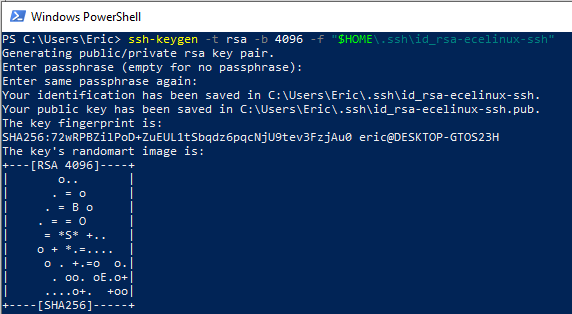 Windows PowerShell
PS C:\Users\Eric> ssh-keygen -t rsa -b 4096 -f "$HOME\.ssh\id_rsa-ecelinux-ssh"
Generating public/private rsa key pair.
Enter passphrase (empty for no passphrase):
Enter same passphrase again:
Your identification has been saved in C:\Users\Eric\.ssh\id_rsa-ecelinux-ssh.
Your public key has been saved in C:\Users\Eric\.ssh\id_rsa-ecelinux-ssh.pub.
The key fingerprint is:
SHA256:72wRPBZilPoD+ZuEUL1tSbqdz6pqcNjU9tev3FzjAu0 eric@DESKTOP-GTOS23H
The key's randomart image is:
+---[RSA 4096]----+
|      o..        |
|     . = o       |
|    . = B o      |
|   . = = O       |
|    = *S* +..    |
|   o + *.=....   |
|    o . +.=o  o.|
|     . oo. oE.o+|
|    ....o+.  +oo|
+----[SHA256]-----+